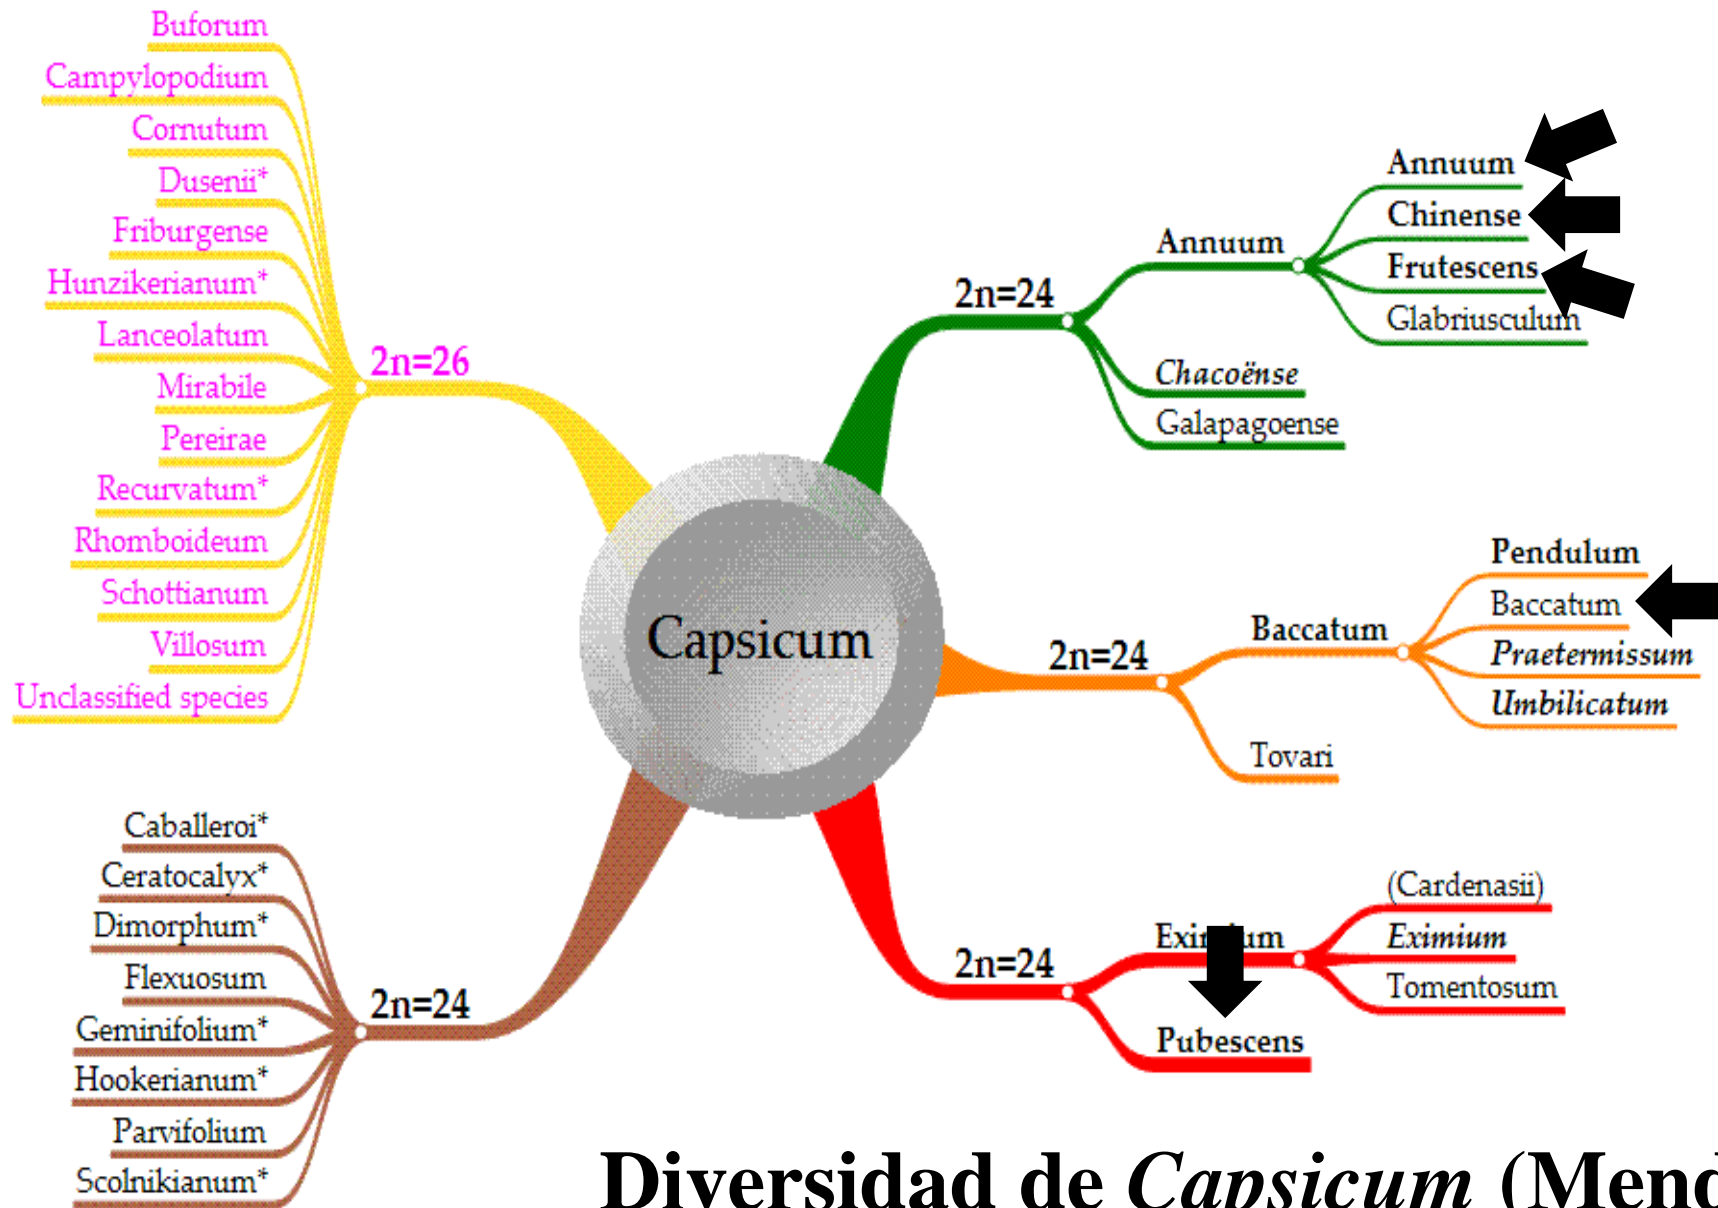 Buforum
Campylopodium
Cornutum
Dusenii*
Friburgense
Hunzikerianum*
Lanceolatum
Mirabile
Pereirae
Recurvatum*
Rhomboideum
Schottianum
Villosum
Unclassified species
2n=26
Caballeroi*
Ceratocalyx*
Dimorphum*
Flexuosum
Geminifolium*
Hookerianum*
Parvifolium
Scolnikianum*
2n=24
Capsicum
2n=24
Annuum
Annuum
Chinense
Frutescens
Glabriusculum
Chacoënse
Galapagoense
2n=24
Baccatum
Pendulum
Baccatum
Praetermissum
Umbilicatum
Tovari
2n=24
Eximium
(Cardenasii)
Eximium
Tomentosum
Pubescens
Diversidad de Capsicum (Mend